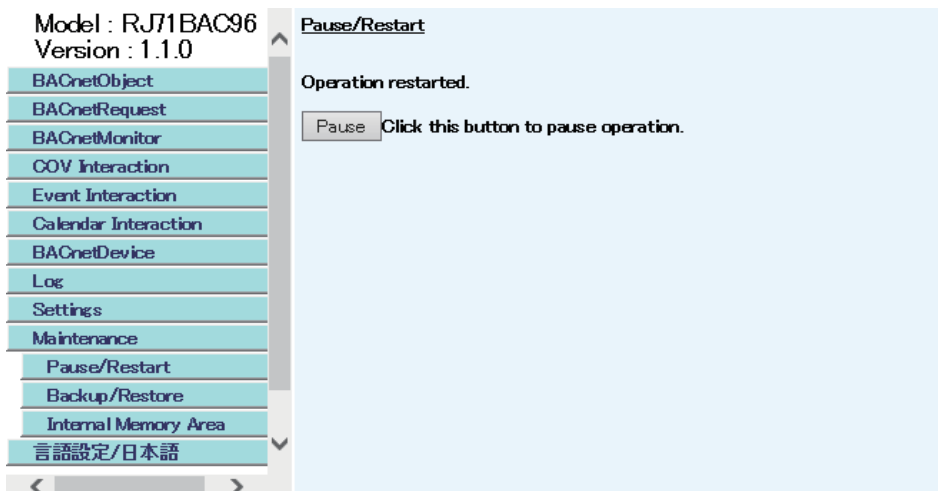 Model : RJ71BAC96
Version : 1.1.0
BACnetObject
BACnetRequest
BACnetMonitor
COV Interaction
Event Interaction
Calendar Interaction
BACnetDevice
Log
Settings
Maintenance
Pause/Restart
Backup/Restore
Internal Memory Area
言語設定/日本語
Pause/Restart
Operation restarted.
Pause Click this button to pause operation.